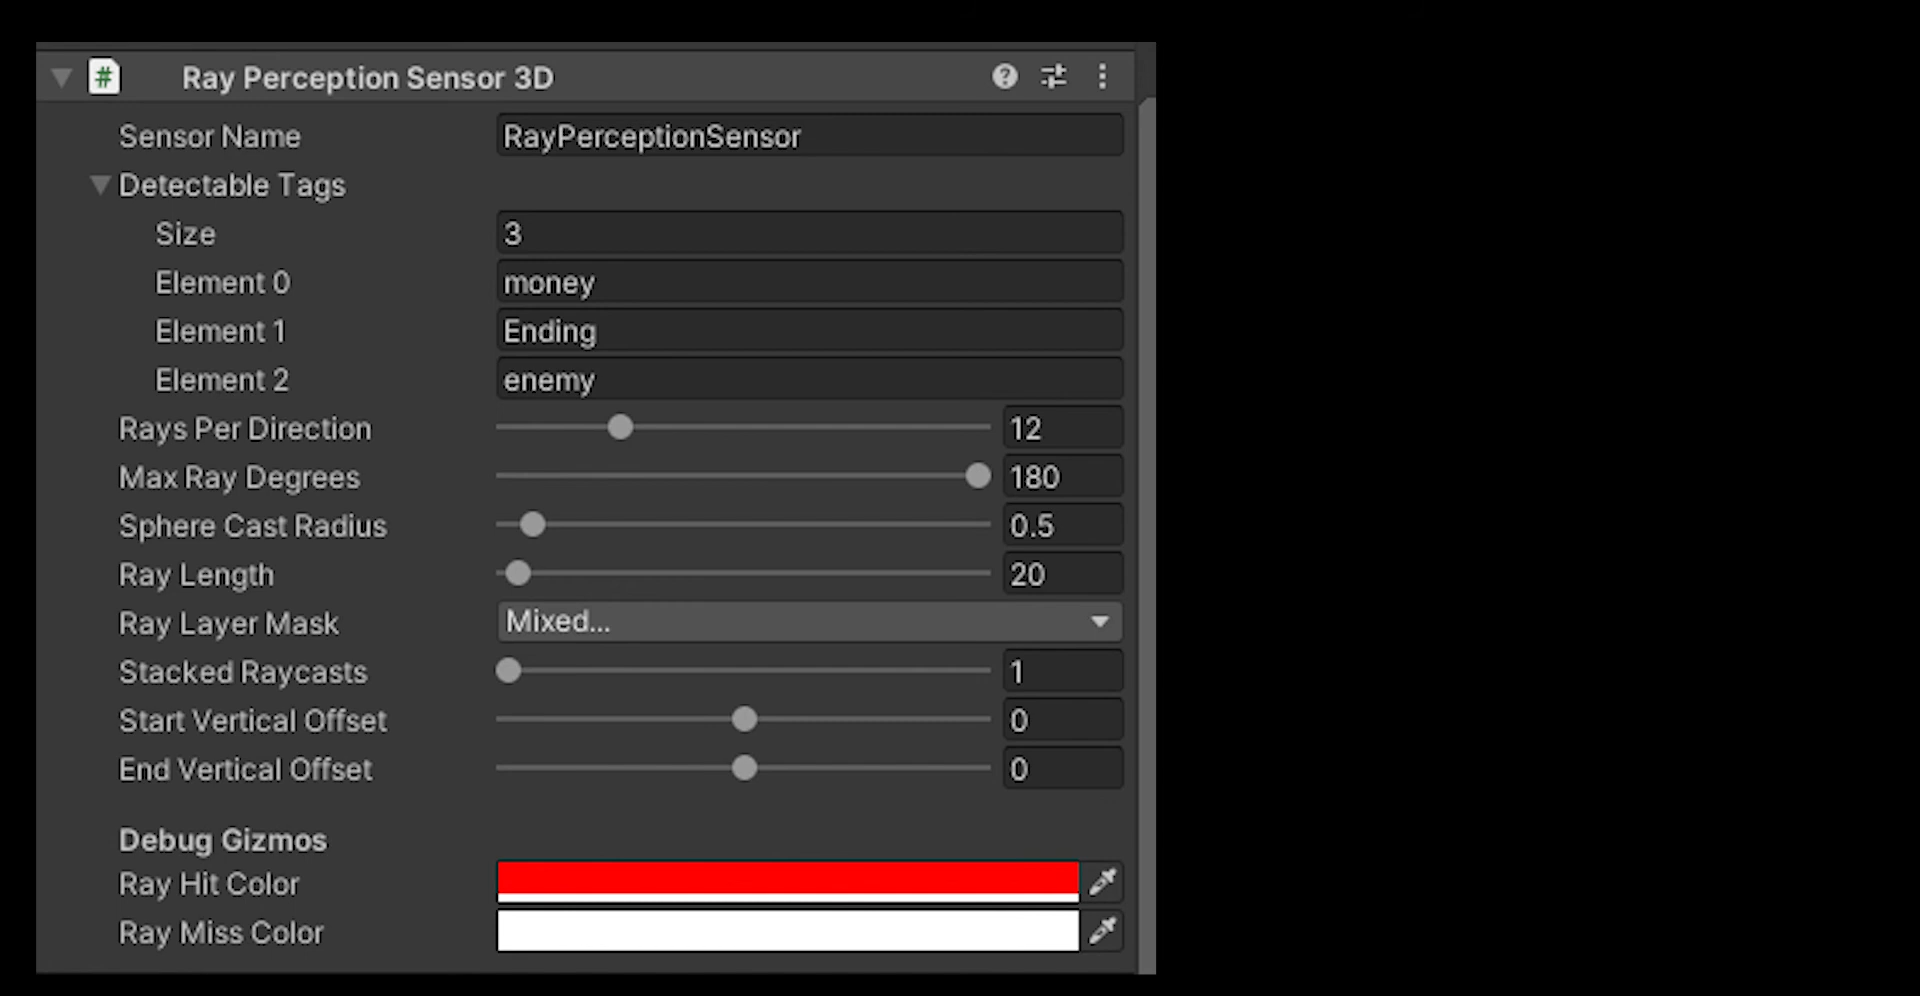 # Ray Perception Sensor 3D
Sensor Name RayPerceptionSensor
Detectable Tags
Size 3
Element 0 money
Element 1 Ending
Element 2 enemy
Rays Per Direction 12
Max Ray Degrees 180
Sphere Cast Radius 0.5
Ray Length 20
Ray Layer Mask Mixed...
Stacked Raycasts 1
Start Vertical Offset 0
End Vertical Offset 0
Debug Gizmos
Ray Hit Color
Ray Miss Color